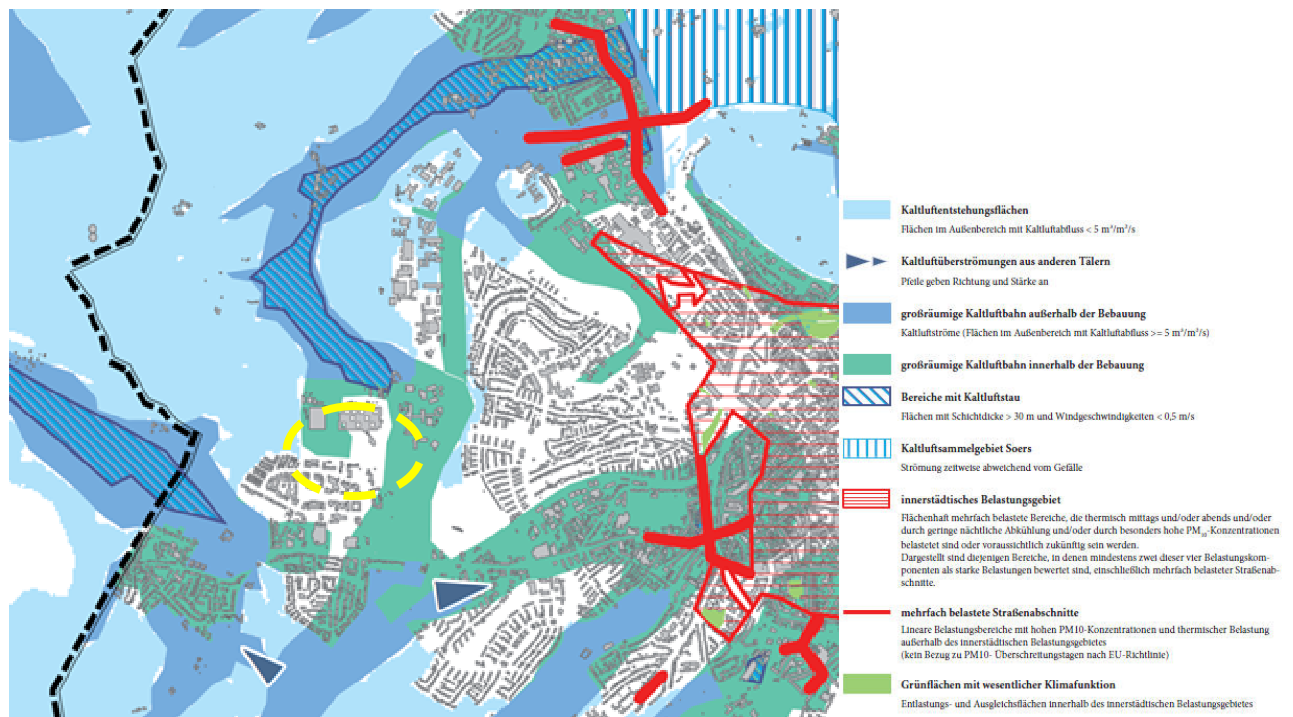 Kaltluftentstehungsflächen
Flächen im Außenbereich mit Kaltluftabfluss < 5 m³/m³/s
Kaltluftüberströmungen aus anderen Tälern
Pfeile geben Richtung und Stärke an
großräumige Kaltluftbahn außerhalb der Bebauung
Kaltluftströme (Flächen im Außenbereich mit Kaltluftabfluss >= 5 m³/m³/s)
großräumige Kaltluftbahn innerhalb der Bebauung
Bereiche mit Kaltluftstau
Flächen mit Schichtdicke > 30 m und Windgeschwindigkeiten < 0,5 m/s
Kaltluftsammelgebiet Soers
Strömung zeitweise abweichend vom Gefälle
innerstädtisches Belastungsgebiet
Flächenhaft mehrfach belastete Bereiche, die thermisch mittags und/oder abends und/oder
durch geringe nächtliche Abkühlung und/oder durch besonders hohe PM₁₀-Konzentrationen
belastetet sind oder voraussichtlich zukünftig sein werden.
Dargestellt sind diejenigen Bereiche, in denen mindestens zwei dieser vier Belastungskom-
ponenten als starke Belastungen bewertet sind, einschließlich mehrfach belasteter Straßenab-
schnitte.
mehrfach belastete Straßenabschnitte
Lineare Belastungsbereiche mit hohen PM10-Konzentrationen und thermischer Belastung
außerhalb des innerstädtischen Belastungsgebietes
(kein Bezug zu PM10- Überschreitungstagen nach EU-Richtlinie)
Grünflächen mit wesentlicher Klimafunktion
Entlastungs- und Ausgleichsflächen innerhalb des innerstädtischen Belastungsgebietes